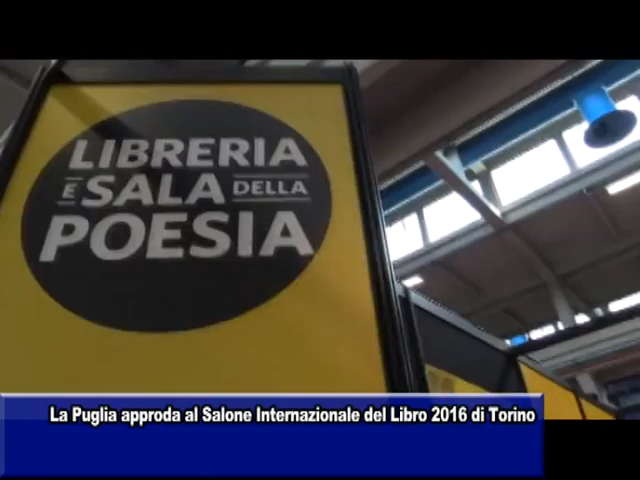 LIBRERIA
E SALA DELLA
POESIA
La Puglia approda al Salone Internazionale del Libro 2016 di Torino